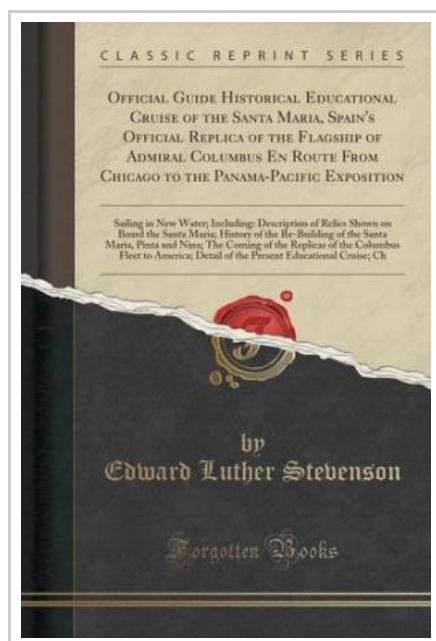 CLASSIC REPRINT SERIES
OFFICIAL GUIDE HISTORICAL EDUCATIONAL
CRUISE OF THE SANTA MARIA, SPAIN'S
OFFICIAL REPLICA OF THE FLAGSHIP OF
ADMIRAL COLUMBUS EN ROUTE FROM
CHICAGO TO THE PANAMA-PACIFIC EXPOSITION
Sailing in New Water; Including: Description of Relics Shown on
Board the Santa Maria; History of the Re-Building of the Santa
Maria, Pinta and Nina; The Coming of the Replicas of the Columbus
Fleet to America; Detail of the Present Educational Cruise; Ch
by
Edward Luther Stevenson
Forgotten Books